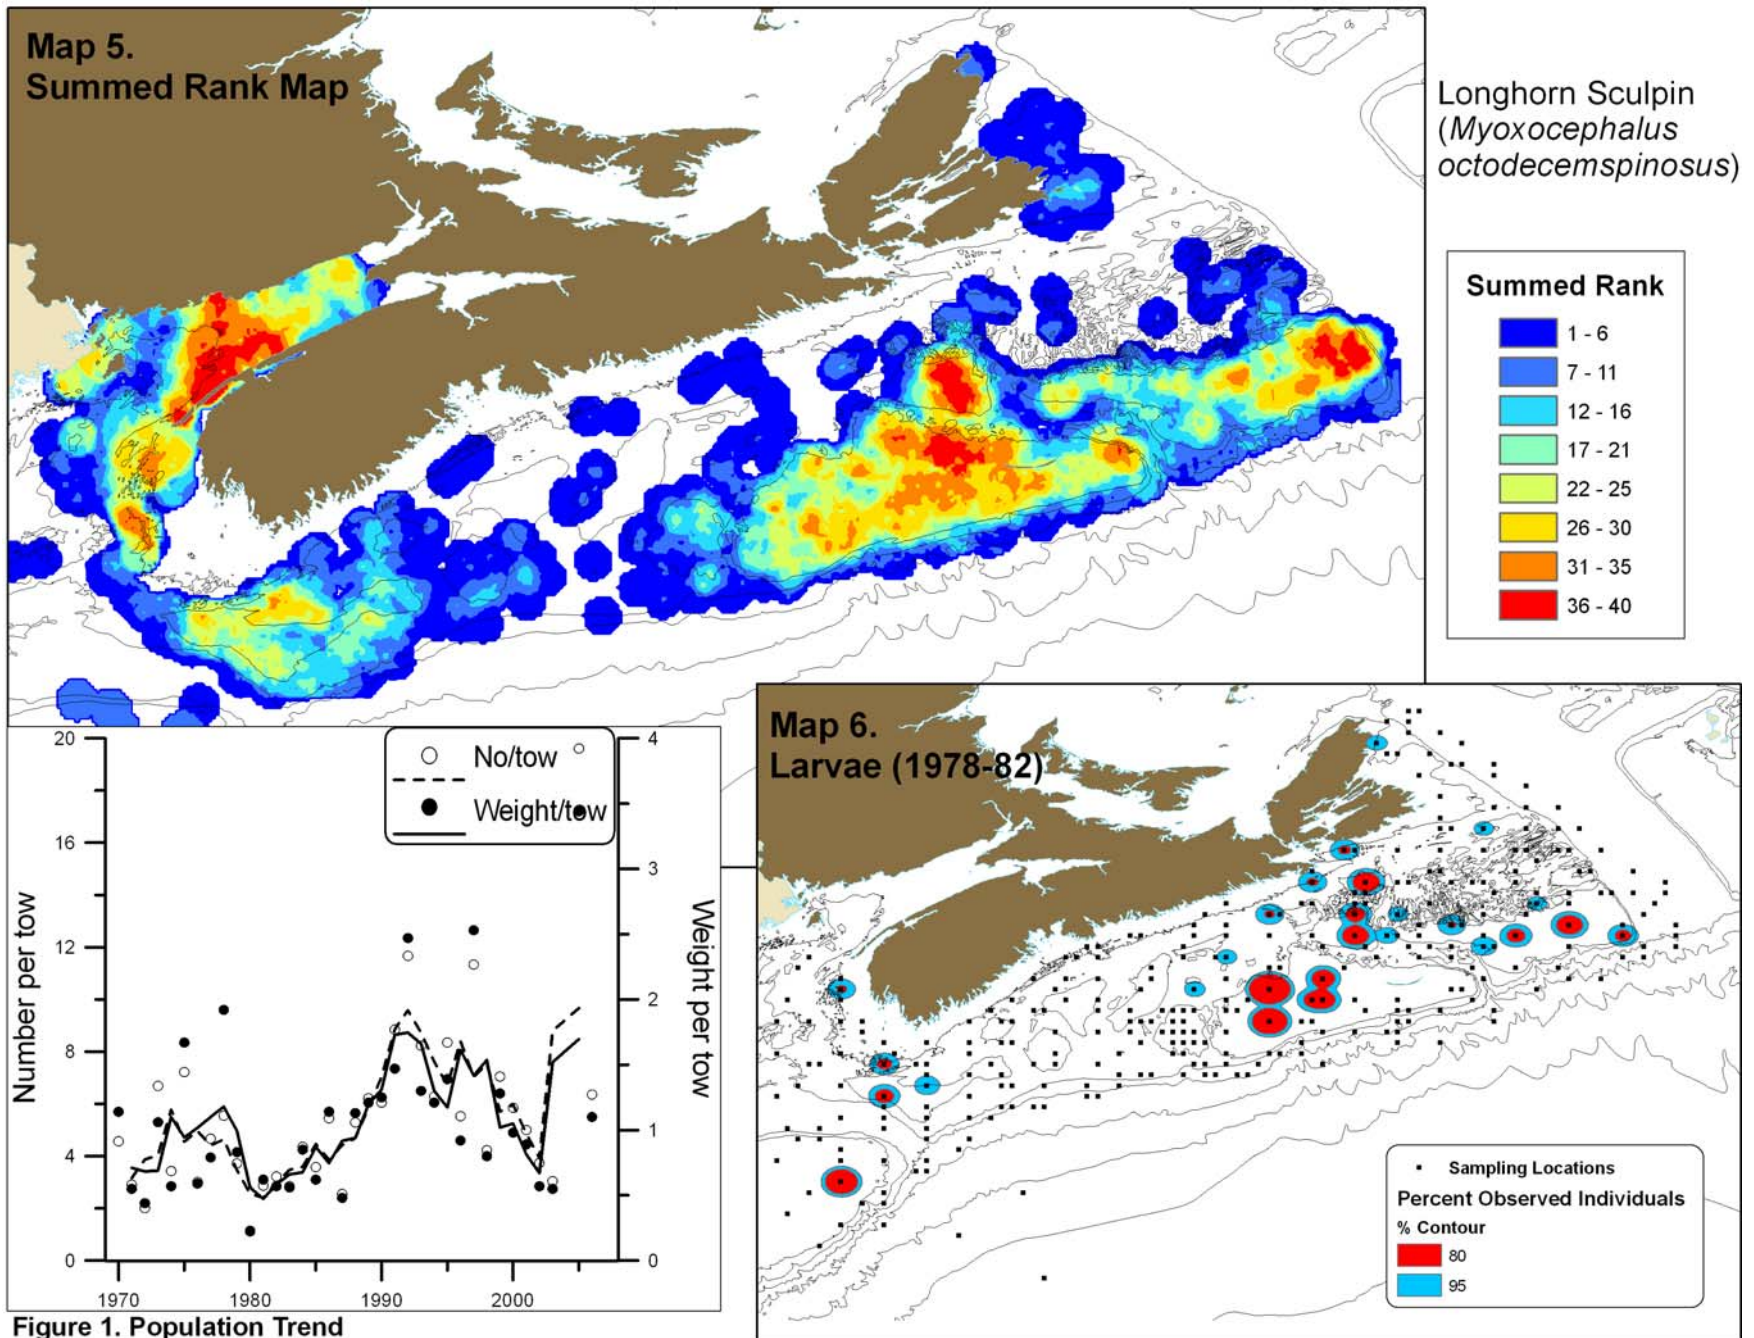 Map 5.
Summed Rank Map
Longhorn Sculpin
(Myoxocephalus
octodecemspinosus)
Summed Rank
1 - 6
7 - 11
12 - 16
17 - 21
22 - 25
26 - 30
31 - 35
36 - 40
20
16
12
8
4
0
Number per tow
No/tow
Weight/tow
4
3
2
1
0
Weight per tow
1970
1980
1990
2000
Figure 1. Population Trend
Map 6.
Larvae (1978-82)
Sampling Locations
Percent Observed Individuals
% Contour
80
95